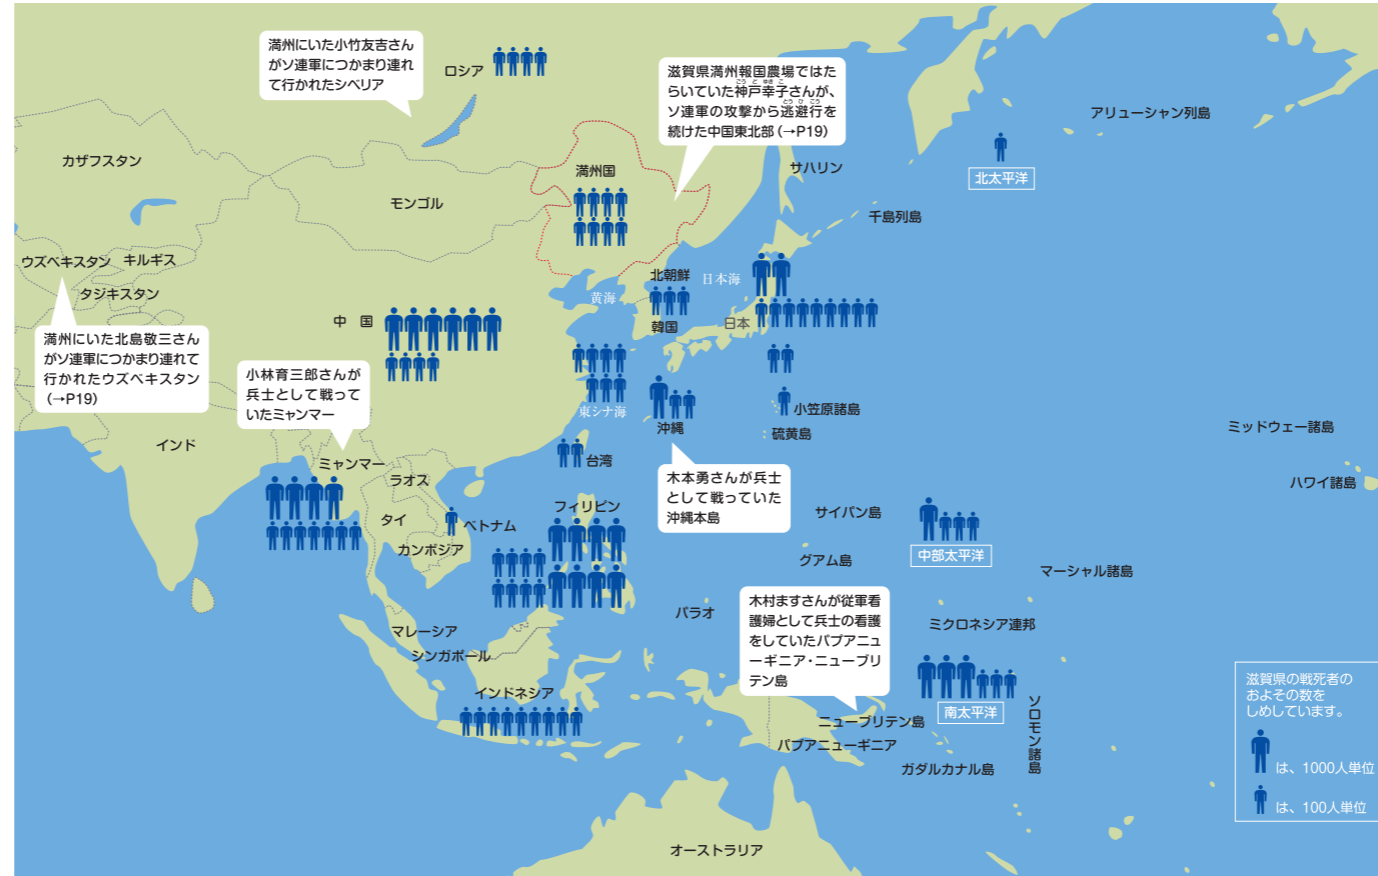 満州にいた小竹友吉さん
がソ連軍につかまり連れ
て行かれたシベリア
ロシア
滋賀県満州報国農場ではた
らいていた神戸幸子さんが、
ごうどゆきこ
ソ連軍の攻撃から逃避行を
とうひこう
続けた中国東北部(→P19)
アリューシャン列島
北太平洋
カザフスタン
サハリン
満州国
モンゴル
千島列島
ウズベキスタン
キルギス
タジキスタン
北朝鮮
日本海
黄海
韓国
日本
中国
満州にいた北島敬三さん
がソ連軍につかまり連れて
行かれたウズベキスタン
(→P19)
小林育三郎さんが
兵士として戦って
いたミャンマー
東シナ海
沖縄
小笠原諸島
硫黄島
ミッドウェー諸島
ハワイ諸島
インド
ミャンマー
ラオス
台湾
木本勇さんが兵士
として戦っていた
沖縄本島
タイ
ベトナム
フィリピン
サイパン島
カンボジア
中部太平洋
グアム島
マーシャル諸島
木村ますさんが従軍看
護婦として兵士の看護
をしていたパプアニュ
ーギニア・ニューブリ
テン島
パラオ
ミクロネシア連邦
マレーシア
シンガポール
インドネシア
南太平洋
ニューブリテン島
パプアニューギニア
ガダルカナル島
ソロモン諸島
滋賀県の戦死者の
およその数を
しめしています。
は、1000人単位
は、100人単位
オーストラリア